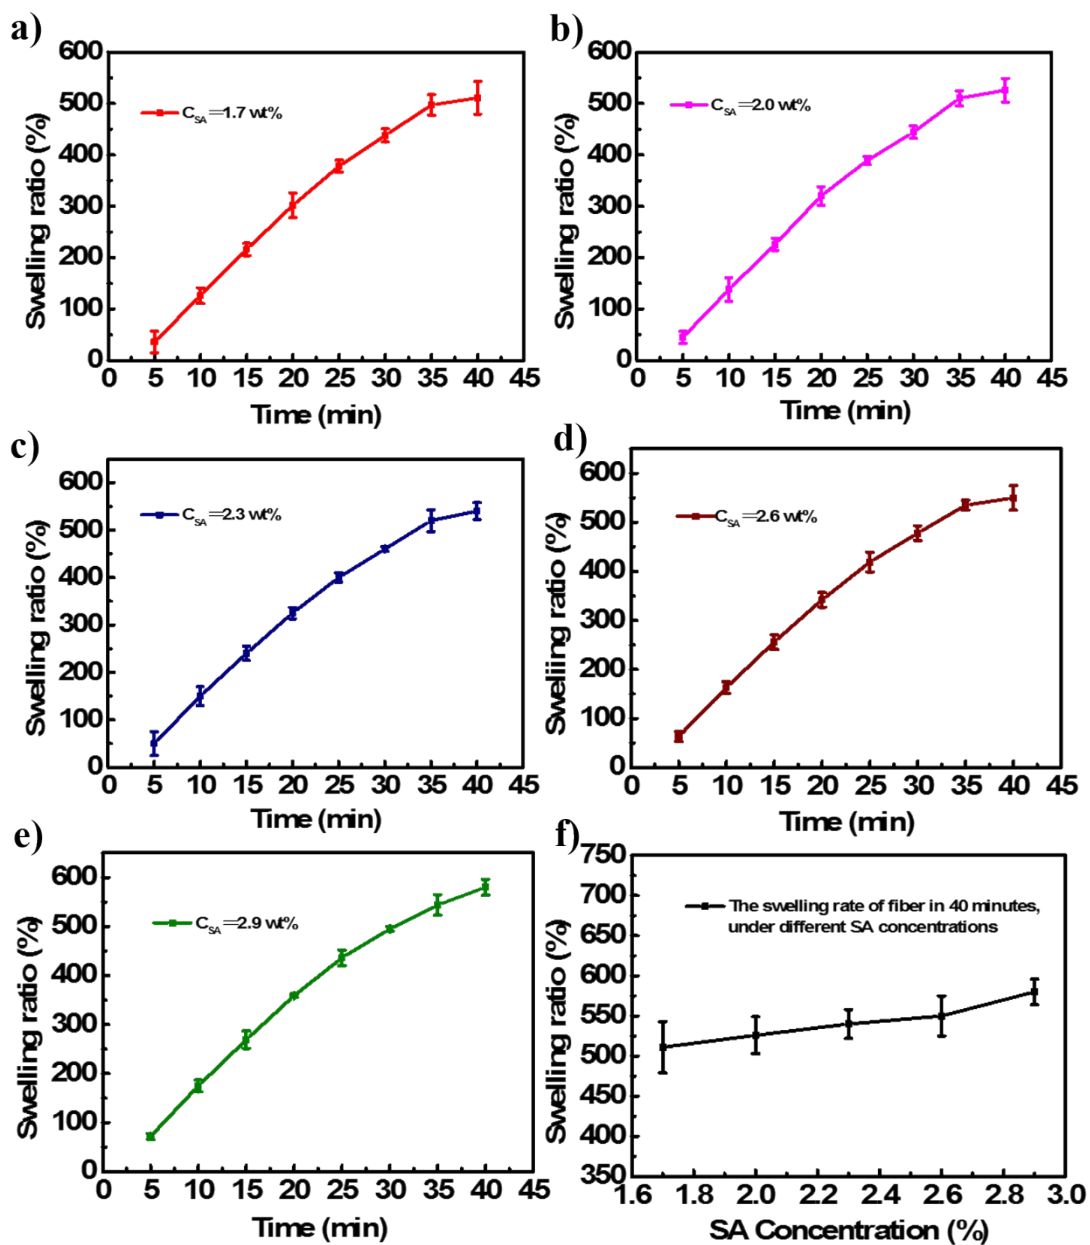 a)
600
500
400
300
200
100
0
Swelling ratio (%)
C_SA=1.7 wt%
0 5 10 15 20 25 30 35 40 45
Time (min)
b)
600
500
400
300
200
100
0
Swelling ratio (%)
C_SA=2.0 wt%
0 5 10 15 20 25 30 35 40 45
Time (min)
c)
600
500
400
300
200
100
0
Swelling ratio (%)
C_SA=2.3 wt%
0 5 10 15 20 25 30 35 40 45
Time (min)
d)
600
500
400
300
200
100
0
Swelling ratio (%)
C_SA=2.6 wt%
0 5 10 15 20 25 30 35 40 45
Time (min)
e)
600
500
400
300
200
100
0
Swelling ratio (%)
C_SA=2.9 wt%
0 5 10 15 20 25 30 35 40 45
Time (min)
f)
750
700
650
600
550
500
450
400
350
Swelling ratio (%)
The swelling rate of fiber in 40 minutes,
under different SA concentrations
1.6 1.8 2.0 2.2 2.4 2.6 2.8 3.0
SA Concentration (%)